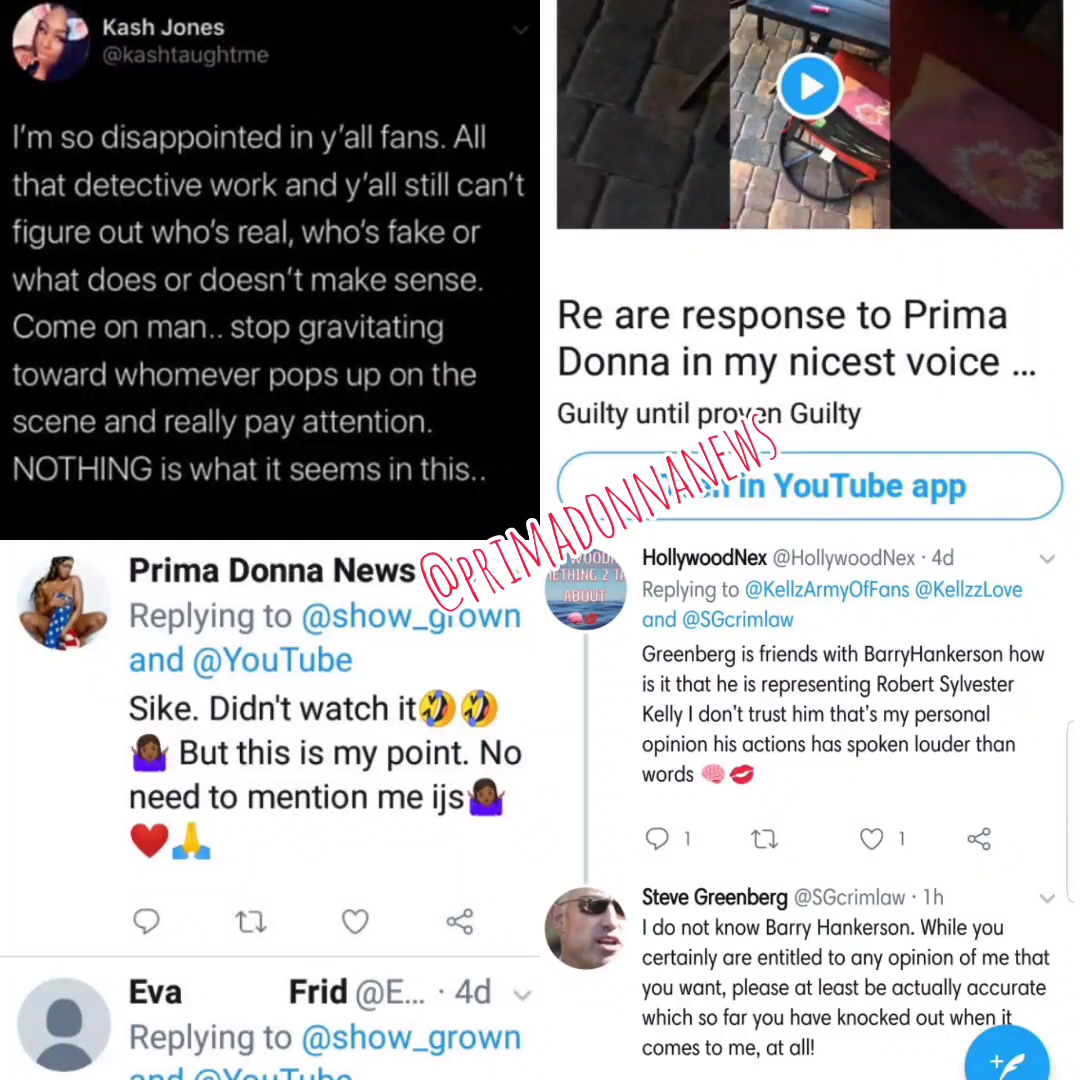 Kash Jones
@kashtaughtme
I'm so disappointed in y'all fans. All
that detective work and y'all still can't
figure out who's real, who's fake or
what does or doesn't make sense.
Come on man.. stop gravitating
toward whomever pops up on the
scene and really pay attention.
NOTHING is what it seems in this..
Re are response to Prima
Donna in my nicest voice ...
Guilty until proven Guilty
in YouTube app
@PRIMADONNANEWS
Prima Donna News
Replying to @show_grown
and @YouTube
Sike. Didn't watch it🤣🤣
🤷🏾‍♀️ But this is my point. No
need to mention me ijs🤷🏾‍♀️
❤️🙏
Eva Frid @E... · 4d
Replying to @show_grown
and @YouTube
ABOUT
HollywoodNex @HollywoodNex · 4d
Replying to @KellzArmyOfFans @KellzzLove
and @SGcrimlaw
Greenberg is friends with BarryHankerson how
is it that he is representing Robert Sylvester
Kelly I don't trust him that's my personal
opinion his actions has spoken louder than
words 🧠💋
1 1
Steve Greenberg @SGcrimlaw · 1h
I do not know Barry Hankerson. While you
certainly are entitled to any opinion of me that
you want, please at least be actually accurate
which so far you have knocked out when it
comes to me, at all!